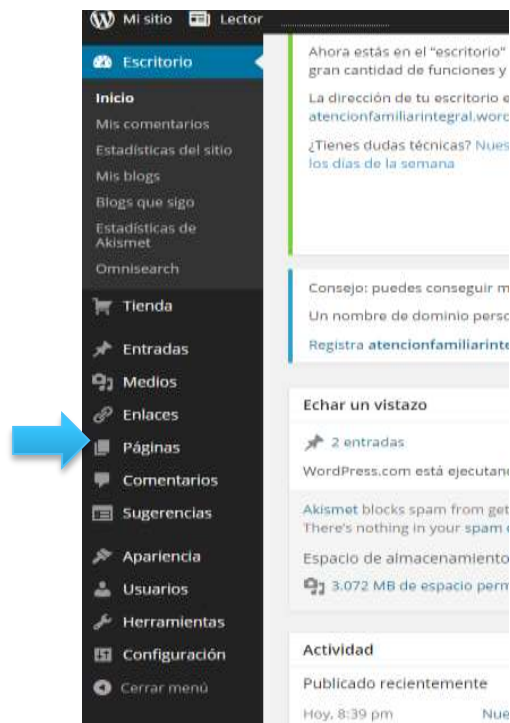 Mi sitio Lector
Escritorio
Inicio
Mis comentarios
Estadísticas del sitio
Mis blogs
Blogs que sigo
Estadísticas de
Akismet
Omnisearch
Tienda
Entradas
Medios
Enlaces
Páginas
Comentarios
Sugerencias
Apariencia
Usuarios
Herramientas
Configuración
Cerrar menú
Ahora estás en el "escritorio"
gran cantidad de funciones y
La dirección de tu escritorio e
atencionfamiliarintegral.word
¿Tienes dudas técnicas? Nues
los días de la semana
Consejo: puedes conseguir m
Un nombre de dominio perso
Registra atencionfamiliarinte
Echar un vistazo
2 entradas
WordPress.com está ejecutand
Akismet blocks spam from get
There's nothing in your spam
Espacio de almacenamiento
3.072 MB de espacio perm
Actividad
Publicado recientemente
Hoy, 8:39 pm Nue